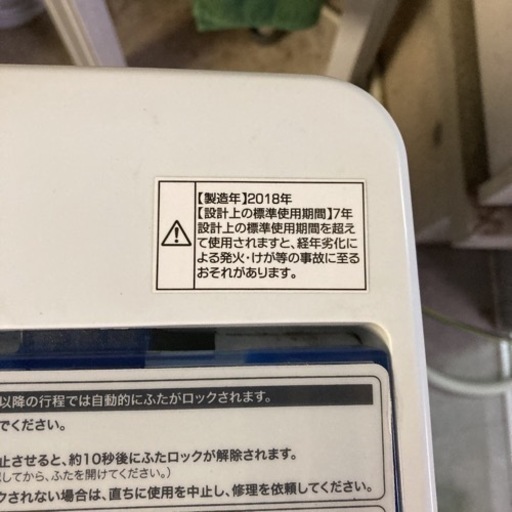 【製造年】2018年
【設計上の標準使用期間】7年
設計上の標準使用期間を超え
て使用されますと、経年劣化に
よる発火・けが等の事故に至る
おそれがあります。
以降の行程では自動的にふたがロックされます。
でください。
止させると、約10秒後にふたロックが解除されます。
してから、ふたを開けてください。)
クされない場合は、直ちに使用を中止し、修理を依頼してください。